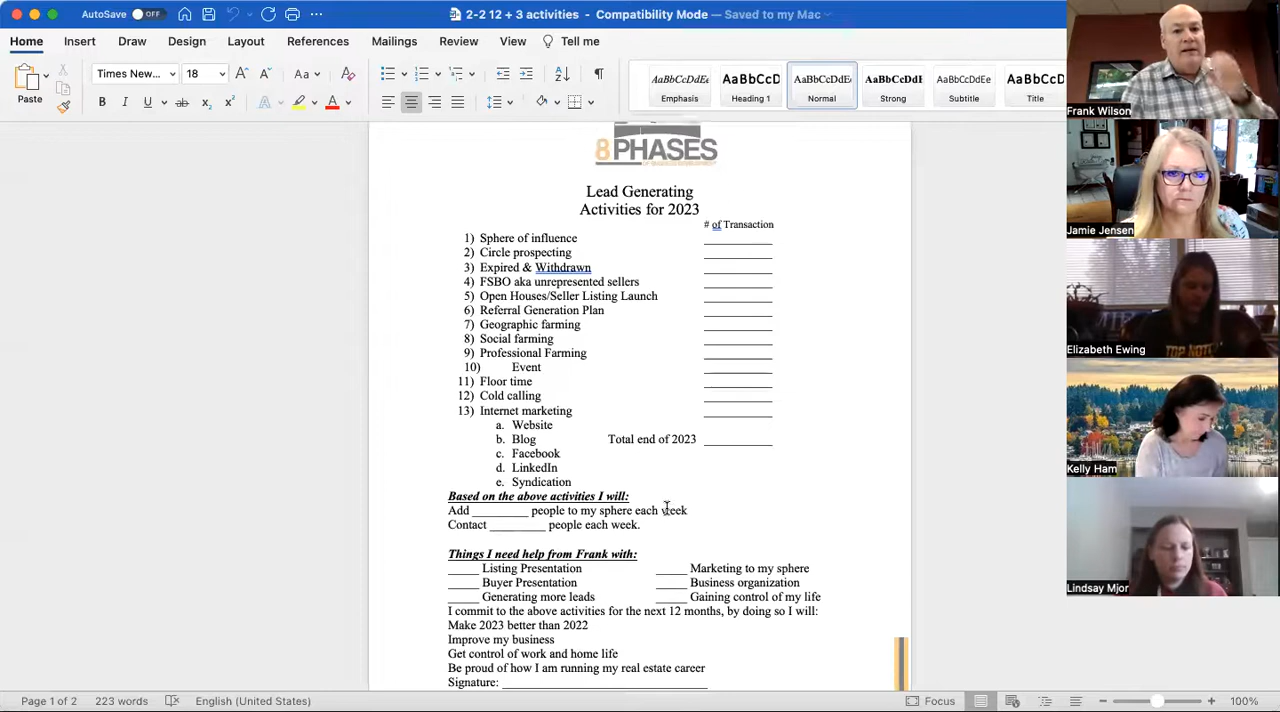 AutoSave OFF
2-2 12 + 3 activities - Compatibility Mode — Saved to my Mac
Home Insert Draw Design Layout References Mailings Review View Tell me
Paste
Times New... 18 Aa
B I U ab x₂ x² A A
AaBbCcDdEe AaBbCcD AaBbCcDdEe AaBbCcDdE AaBbCcDdEe AaBbCcD
Emphasis Heading 1 Normal Strong Subtitle Title
8PHASES
Lead Generating
Activities for 2023
# of Transaction
1) Sphere of influence
2) Circle prospecting
3) Expired & Withdrawn
4) FSBO aka unrepresented sellers
5) Open Houses/Seller Listing Launch
6) Referral Generation Plan
7) Geographic farming
8) Social farming
9) Professional Farming
10) Event
11) Floor time
12) Cold calling
13) Internet marketing
a. Website
b. Blog Total end of 2023
c. Facebook
d. LinkedIn
e. Syndication
Based on the above activities I will:
Add _________ people to my sphere each week
Contact _________ people each week.
Things I need help from Frank with:
_____ Listing Presentation _____ Marketing to my sphere
_____ Buyer Presentation _____ Business organization
_____ Generating more leads _____ Gaining control of my life
I commit to the above activities for the next 12 months, by doing so I will:
Make 2023 better than 2022
Improve my business
Get control of work and home life
Be proud of how I am running my real estate career
Signature: _________________________________
Page 1 of 2 223 words English (United States) Focus 100%
Frank Wilson
Jamie Jensen
TOP NOT
Elizabeth Ewing
Kelly Ham
Lindsay Mjor